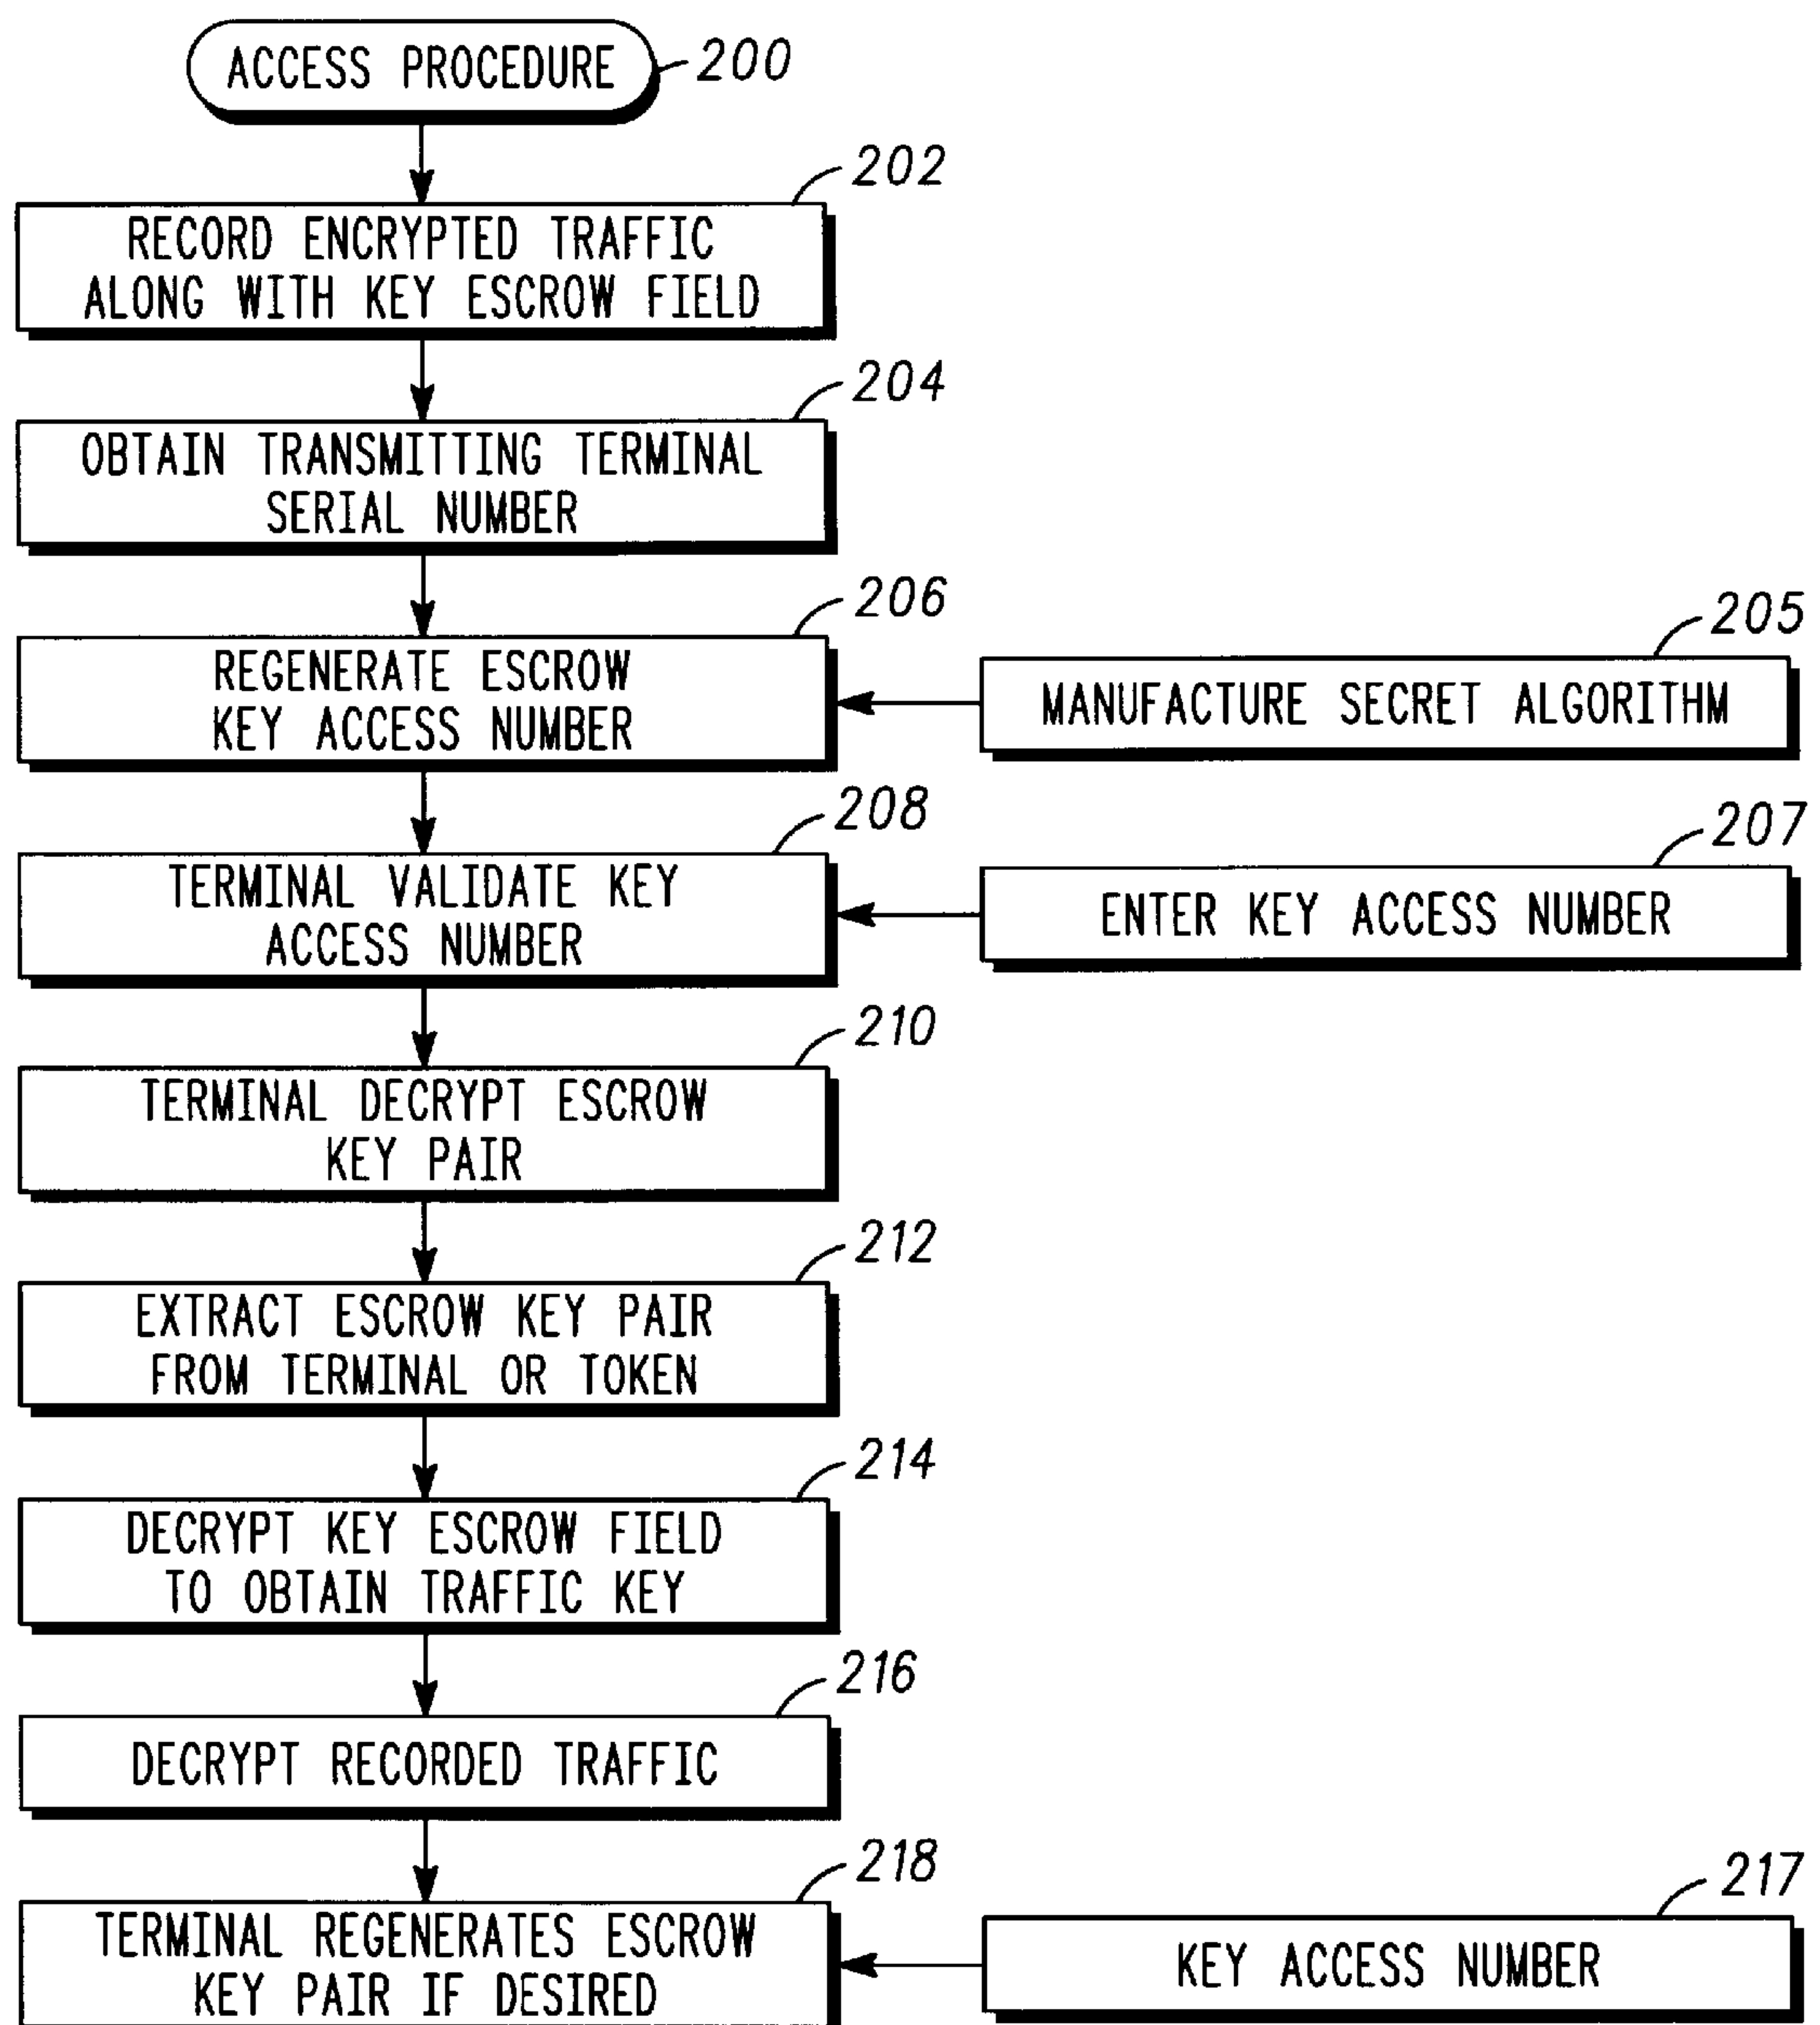 ACCESS PROCEDURE
200
202
RECORD ENCRYPTED TRAFFIC
ALONG WITH KEY ESCROW FIELD
204
OBTAIN TRANSMITTING TERMINAL
SERIAL NUMBER
206
REGENERATE ESCROW
KEY ACCESS NUMBER
205
MANUFACTURE SECRET ALGORITHM
208
TERMINAL VALIDATE KEY
ACCESS NUMBER
207
ENTER KEY ACCESS NUMBER
210
TERMINAL DECRYPT ESCROW
KEY PAIR
212
EXTRACT ESCROW KEY PAIR
FROM TERMINAL OR TOKEN
214
DECRYPT KEY ESCROW FIELD
TO OBTAIN TRAFFIC KEY
216
DECRYPT RECORDED TRAFFIC
218
TERMINAL REGENERATES ESCROW
KEY PAIR IF DESIRED
217
KEY ACCESS NUMBER